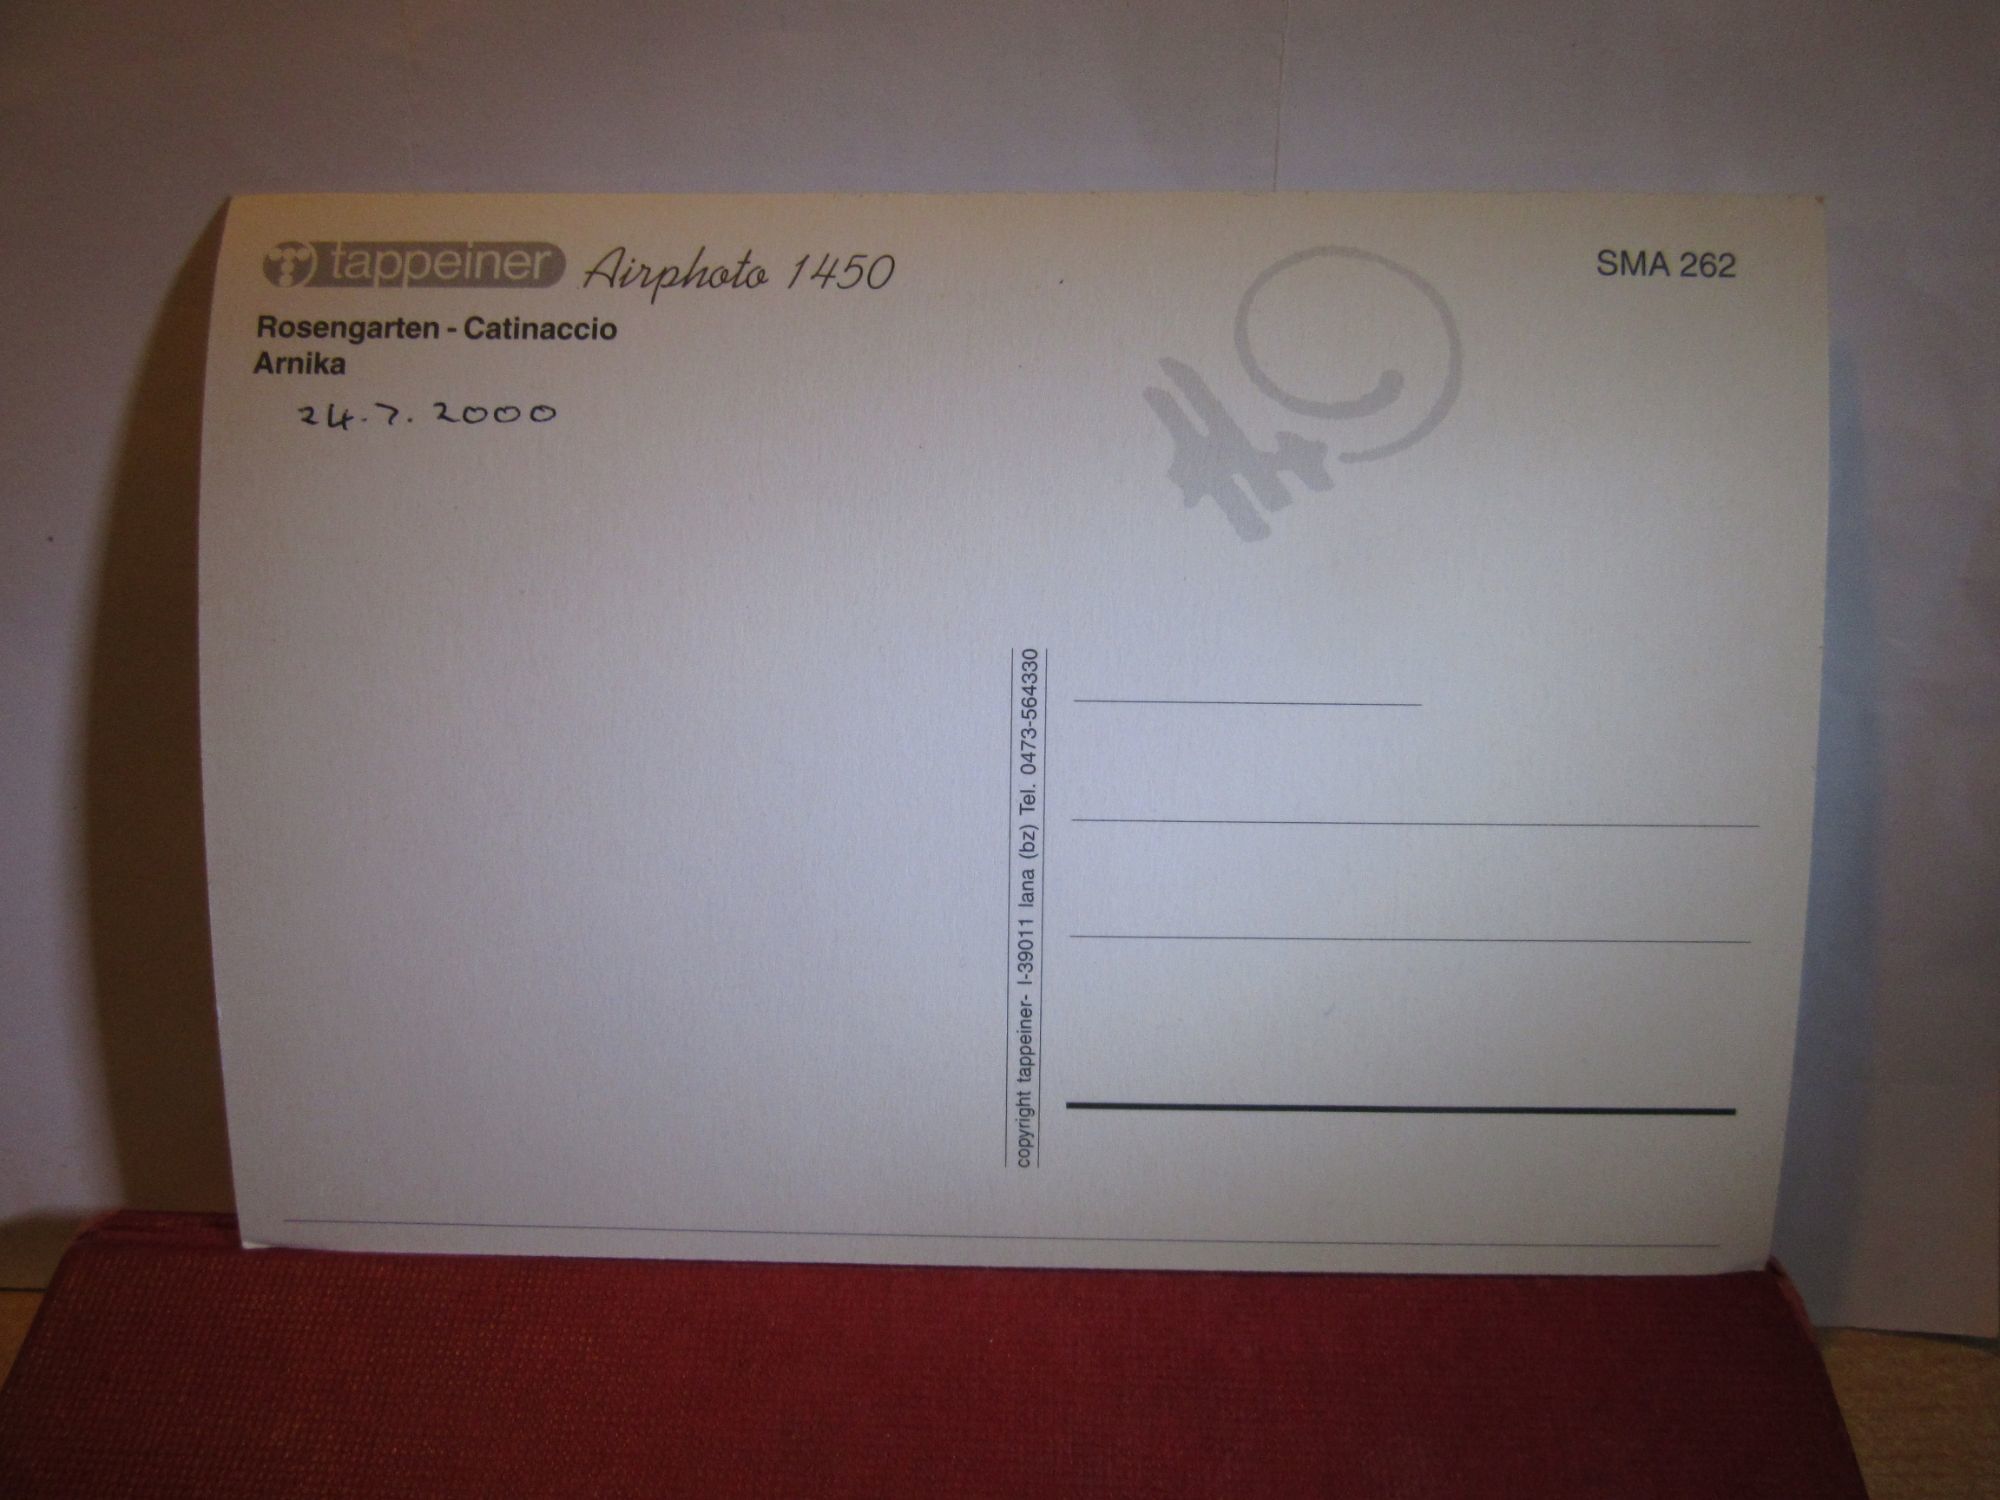 tappeiner Airphoto 1450
SMA 262
Rosengarten - Catinaccio
Arnika
24.7.2000
copyright tappeiner- I-39011 lana (bz) Tel. 0473-564330